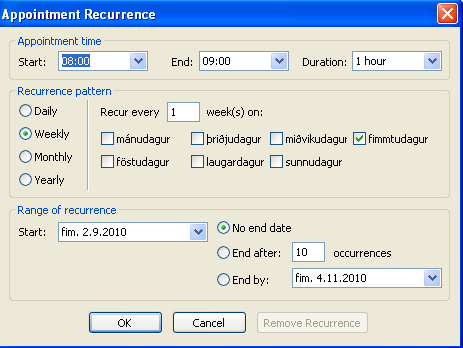 Appointment Recurrence
Appointment time
Start: 08:00 End: 09:00 Duration: 1 hour
Recurrence pattern
Daily
Weekly
Monthly
Yearly
Recur every 1 week(s) on:
mánudagur þriðjudagur miðvikudagur fimmtudagur
föstudagur laugardagur sunnudagur
Range of recurrence
Start: fim. 2.9.2010
No end date
End after: 10 occurrences
End by: fim. 4.11.2010
OK Cancel Remove Recurrence